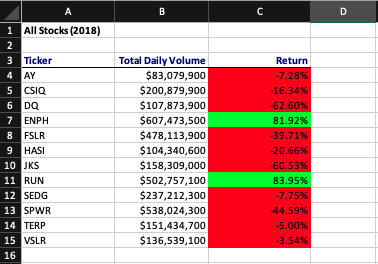 A B C D
1 All Stocks (2018)
2
3 Ticker Total Daily Volume Return
4 AY $83,079,900 -7.28%
5 CSIQ $200,879,900 -16.34%
6 DQ $107,873,900 -62.60%
7 ENPH $607,473,500 81.92%
8 FSLR $478,113,900 -39.71%
9 HASI $104,340,600 -20.66%
10 JKS $158,309,000 -60.53%
11 RUN $502,757,100 83.95%
12 SEDG $237,212,300 -7.75%
13 SPWR $538,024,300 -44.59%
14 TERP $151,434,700 -5.00%
15 VSLR $136,539,100 -3.54%
16